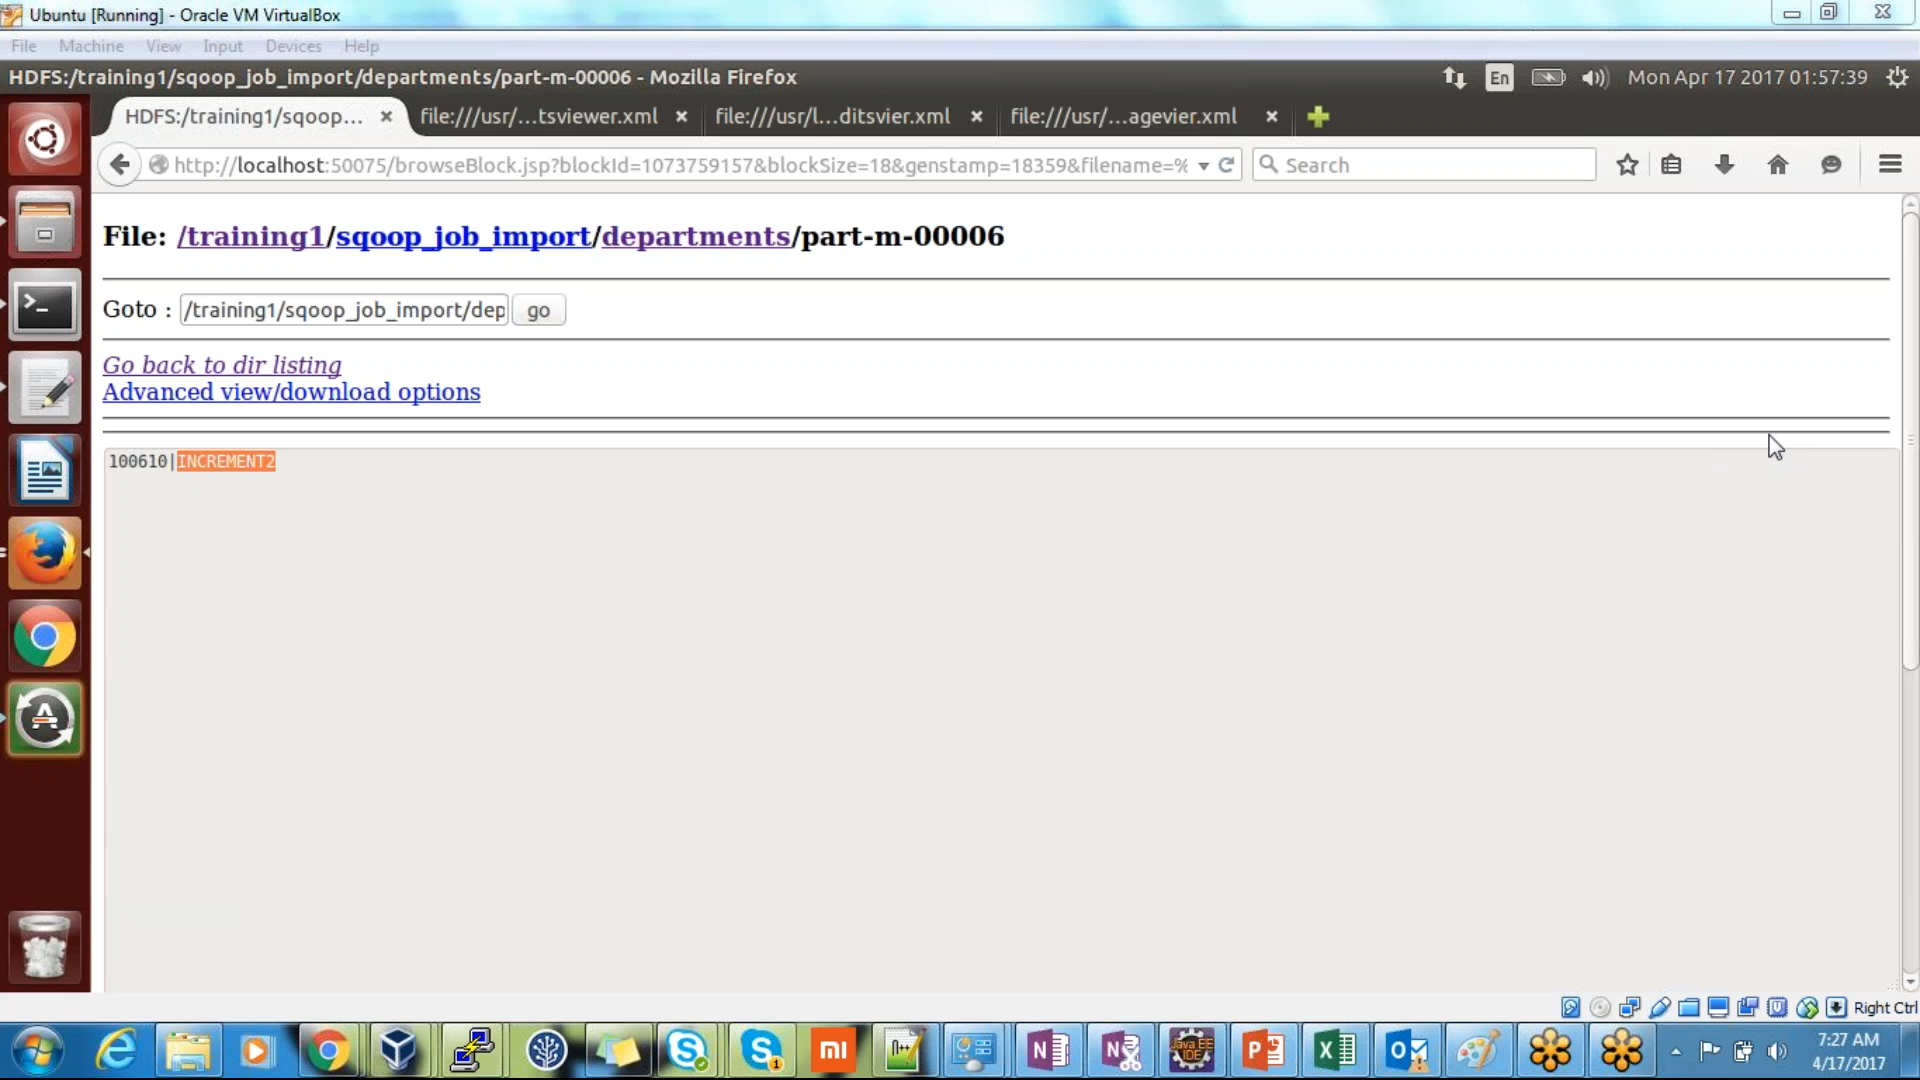 Ubuntu [Running] - Oracle VM VirtualBox
File Machine View Input Devices Help
HDFS:/training1/sqoop_job_import/departments/part-m-00006 - Mozilla Firefox
En
Mon Apr 17 2017 01:57:39
HDFS:/training1/sqoop... ×
file:///usr/...tsviewer.xml ×
file:///usr/l...ditsvier.xml ×
file:///usr/...agevier.xml ×
http://localhost:50075/browseBlock.jsp?blockId=1073759157&blockSize=18&genstamp=18359&filename=%
Search
File: /training1/sqoop_job_import/departments/part-m-00006
Goto : /training1/sqoop_job_import/dep go
Go back to dir listing
Advanced view/download options
100610|INCREMENT2
Right Ctrl
7:27 AM
4/17/2017